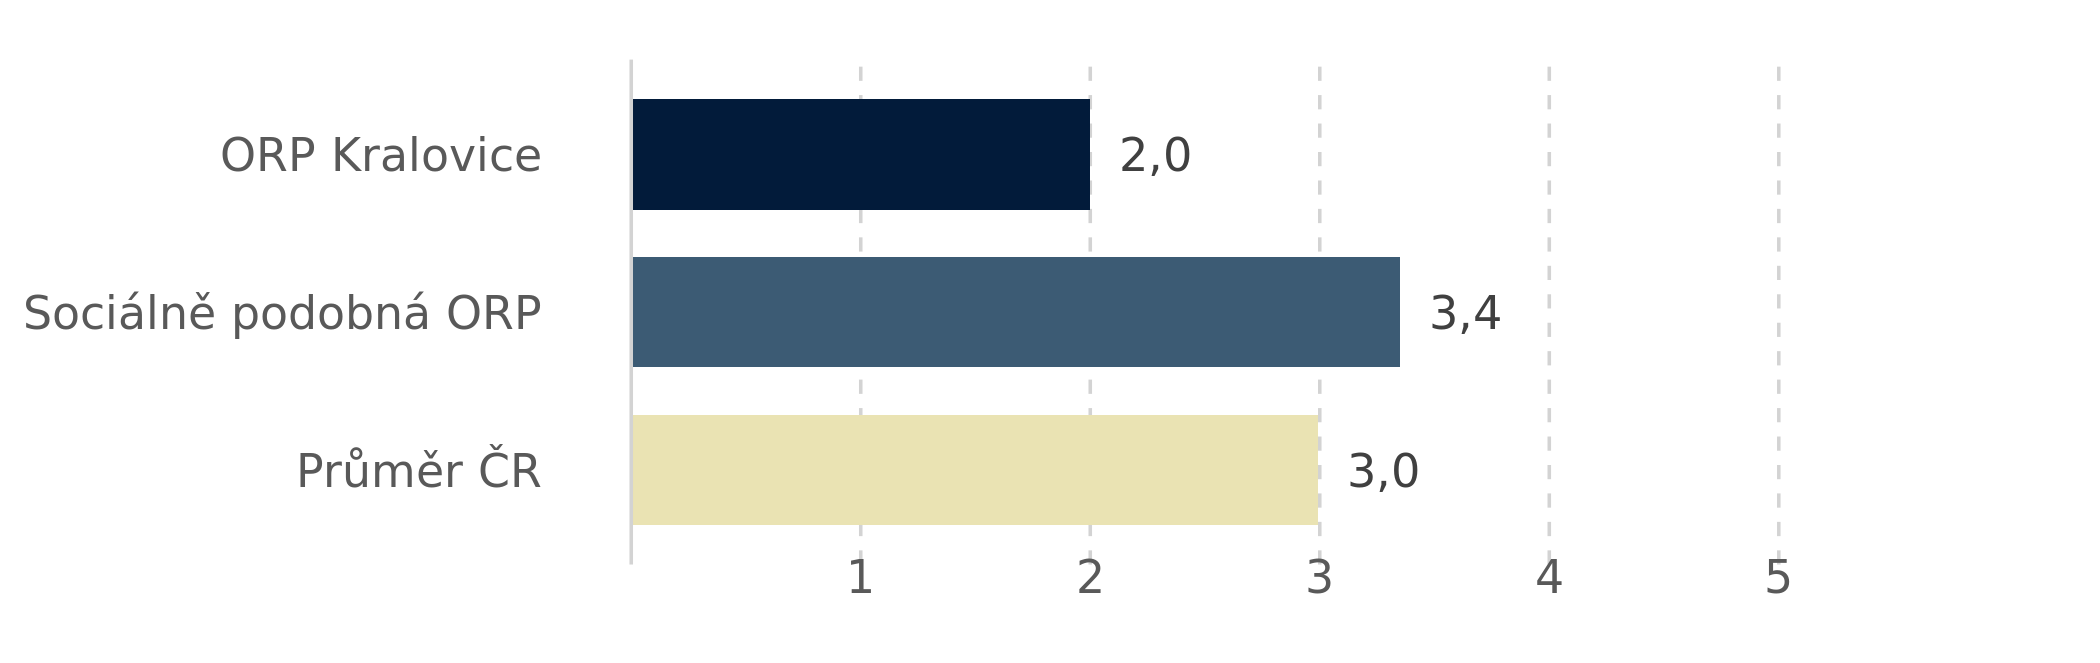 ORP Kralovice 2,0
Sociálně podobná ORP 3,4
Průměr ČR 3,0
1 2 3 4 5